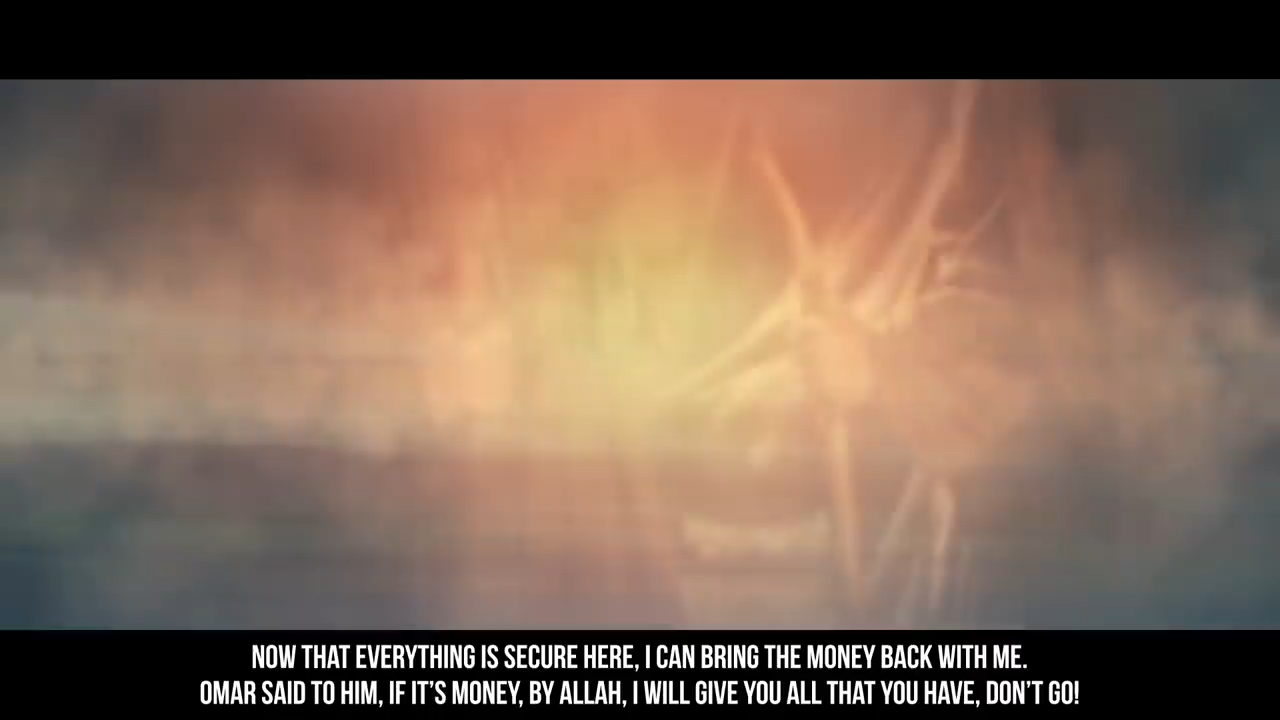 NOW THAT EVERYTHING IS SECURE HERE, I CAN BRING THE MONEY BACK WITH ME.
OMAR SAID TO HIM, IF IT'S MONEY, BY ALLAH, I WILL GIVE YOU ALL THAT YOU HAVE, DON'T GO!